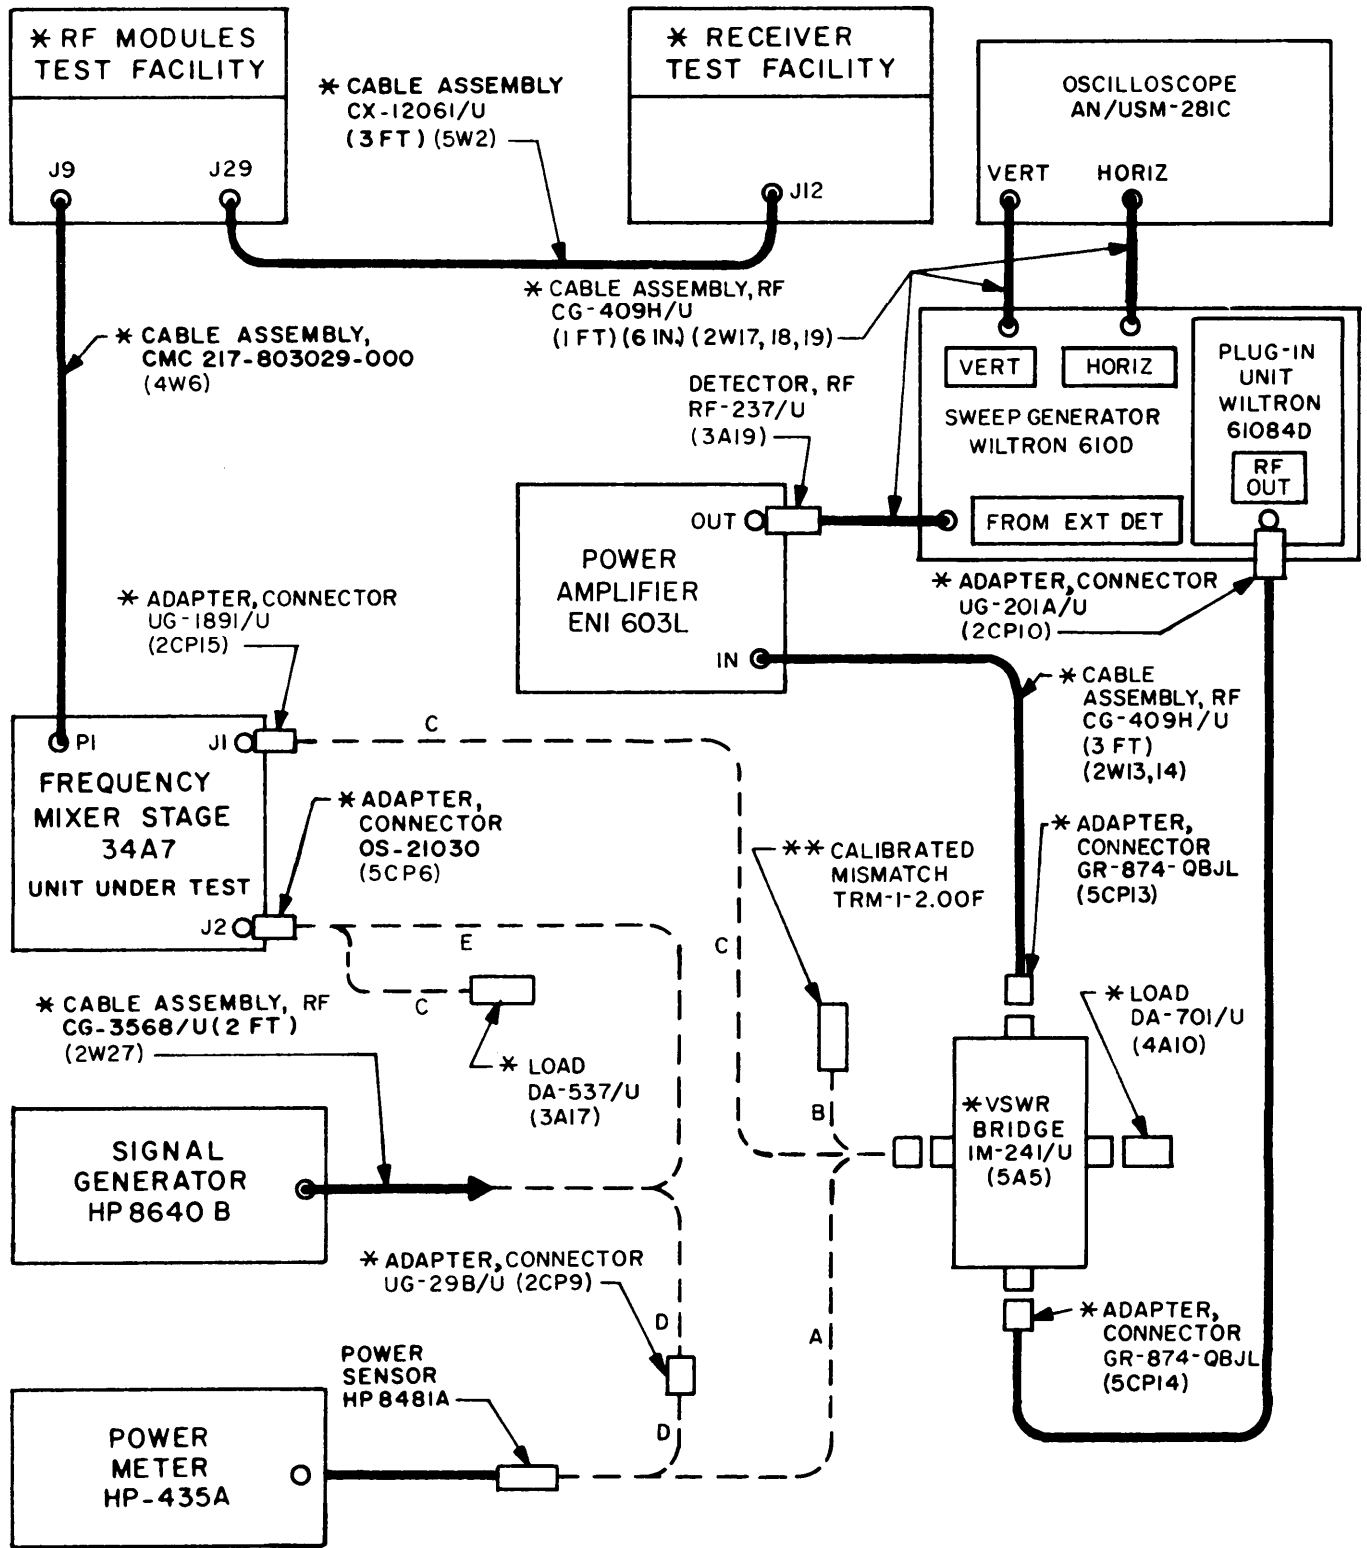 * RF MODULES
TEST FACILITY
J9
J29
* CABLE ASSEMBLY
CX-12061/U
(3 FT) (5W2)
* RECEIVER
TEST FACILITY
J12
OSCILLOSCOPE
AN/USM-281C
VERT
HORIZ
* CABLE ASSEMBLY, RF
CG-409H/U
(1 FT) (6 IN.) (2W17, 18, 19)
* CABLE ASSEMBLY,
CMC 217-803029-000
(4W6)
DETECTOR, RF
RF-237/U
(3A19)
VERT
HORIZ
SWEEP GENERATOR
WILTRON 610D
FROM EXT DET
PLUG-IN
UNIT
WILTRON
61084D
RF
OUT
OUT
POWER
AMPLIFIER
ENI 603L
IN
* ADAPTER, CONNECTOR
UG-201A/U
(2CP10)
* ADAPTER, CONNECTOR
UG-1891/U
(2CP15)
* CABLE
ASSEMBLY, RF
CG-409H/U
(3 FT)
(2W13, 14)
P1
J1
FREQUENCY
MIXER STAGE
34A7
UNIT UNDER TEST
J2
C
* ADAPTER,
CONNECTOR
OS-21030
(5CP6)
** CALIBRATED
MISMATCH
TRM-1-2.00F
* ADAPTER,
CONNECTOR
GR-874-QBJL
(5CP13)
E
C
C
* CABLE ASSEMBLY, RF
CG-3568/U (2 FT)
(2W27)
* LOAD
DA-537/U
(3A17)
* LOAD
DA-701/U
(4A10)
B
* VSWR
BRIDGE
IM-241/U
(5A5)
SIGNAL
GENERATOR
HP 8640 B
* ADAPTER, CONNECTOR
UG-29B/U (2CP9)
D
A
* ADAPTER,
CONNECTOR
GR-874-QBJL
(5CP14)
POWER
SENSOR
HP 8481A
D
POWER
METER
HP-435A